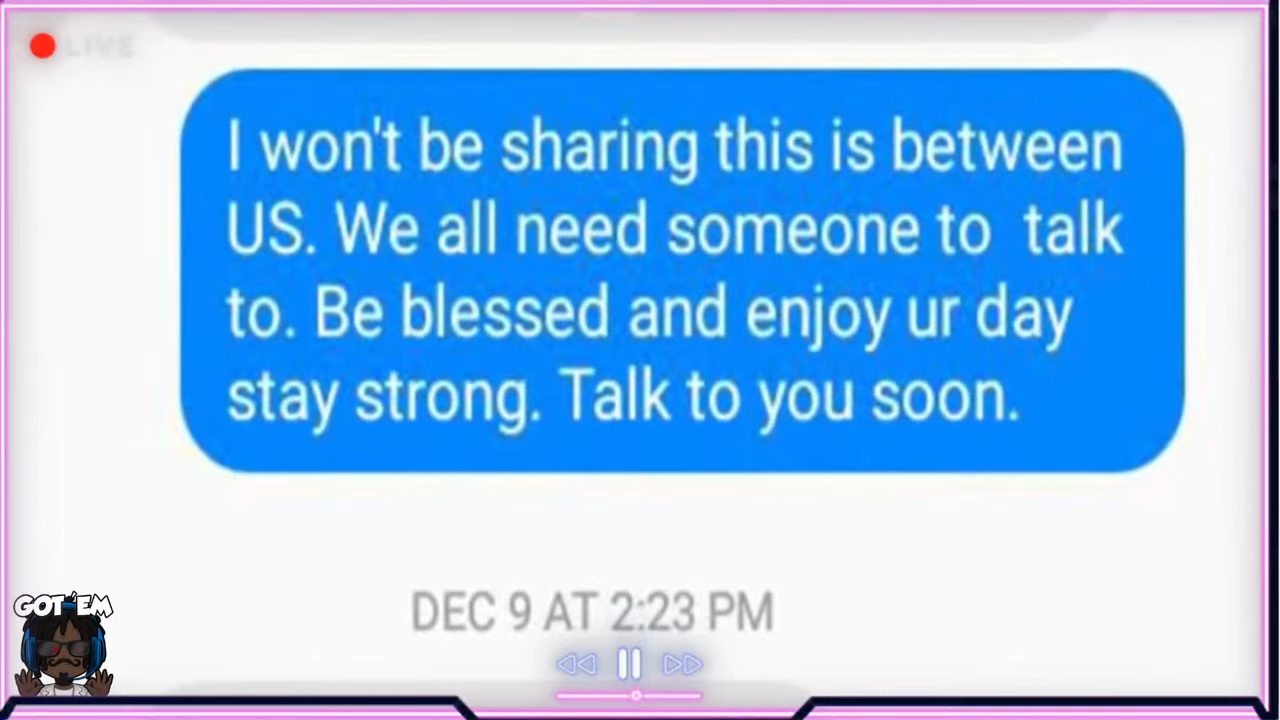 LIVE
I won't be sharing this is between
US. We all need someone to  talk
to. Be blessed and enjoy ur day
stay strong. Talk to you soon.
DEC 9 AT 2:23 PM
GOT 'EM